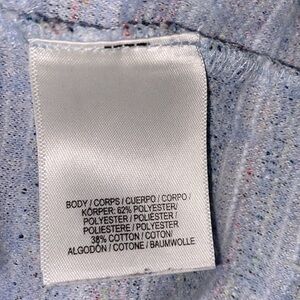 BODY / CORPS / CUERPO / CORPO /
KÖRPER: 62% POLYESTER/
POLYESTER / POLIÉSTER /
POLIESTERE / POLYESTER
38% COTTON / COTON/
ALGODÓN / COTONE / BAUMWOLLE